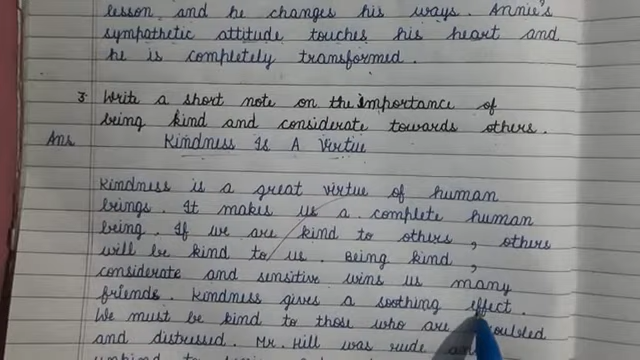 lesson and he changes his ways. Annie's
sympathetic attitude touches his heart and
he is completely transformed.
3. Write a short note on the importance of
being kind and considerate towards others.
Ans Kindness Is A Virtue
Kindness is a great virtue of human
beings. It makes us a complete human
being. If we are kind to others, others
will be kind to us. Being kind,
considerate and sensitive wins us many
friends. Kindness gives a soothing effect.
We must be kind to those who are
and distressed. Mr. Hill was rude